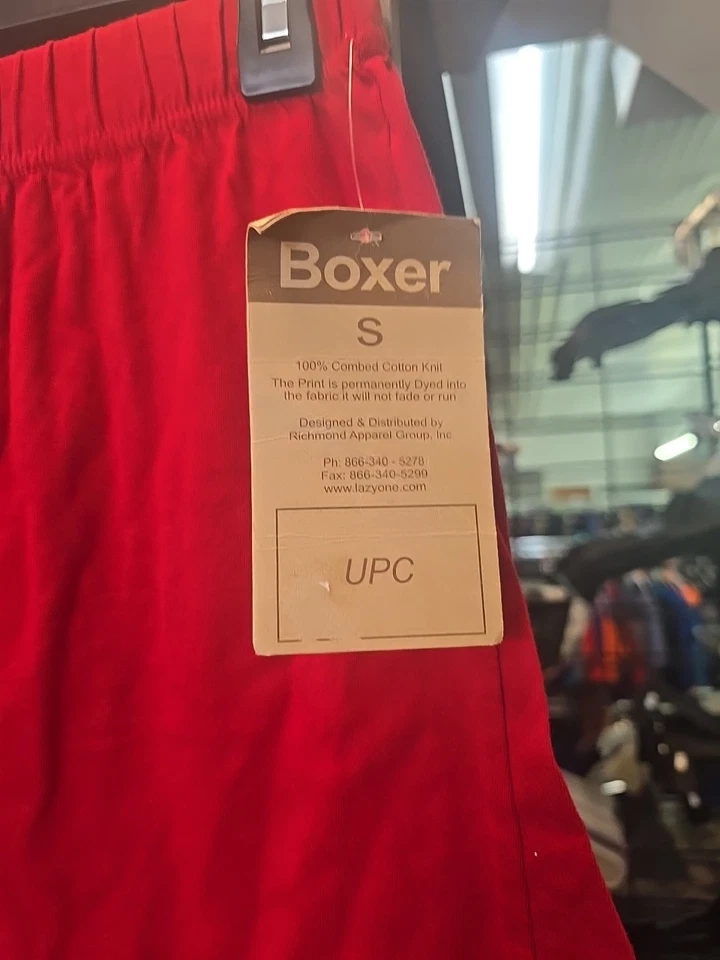 Boxer
S
100% Combed Cotton Knit
The Print is permanently Dyed into
the fabric it will not fade or run
Designed & Distributed by
Richmond Apparel Group, Inc
Ph: 866-340 - 5278
Fax: 866-340-5299
www.lazyone.com
UPC